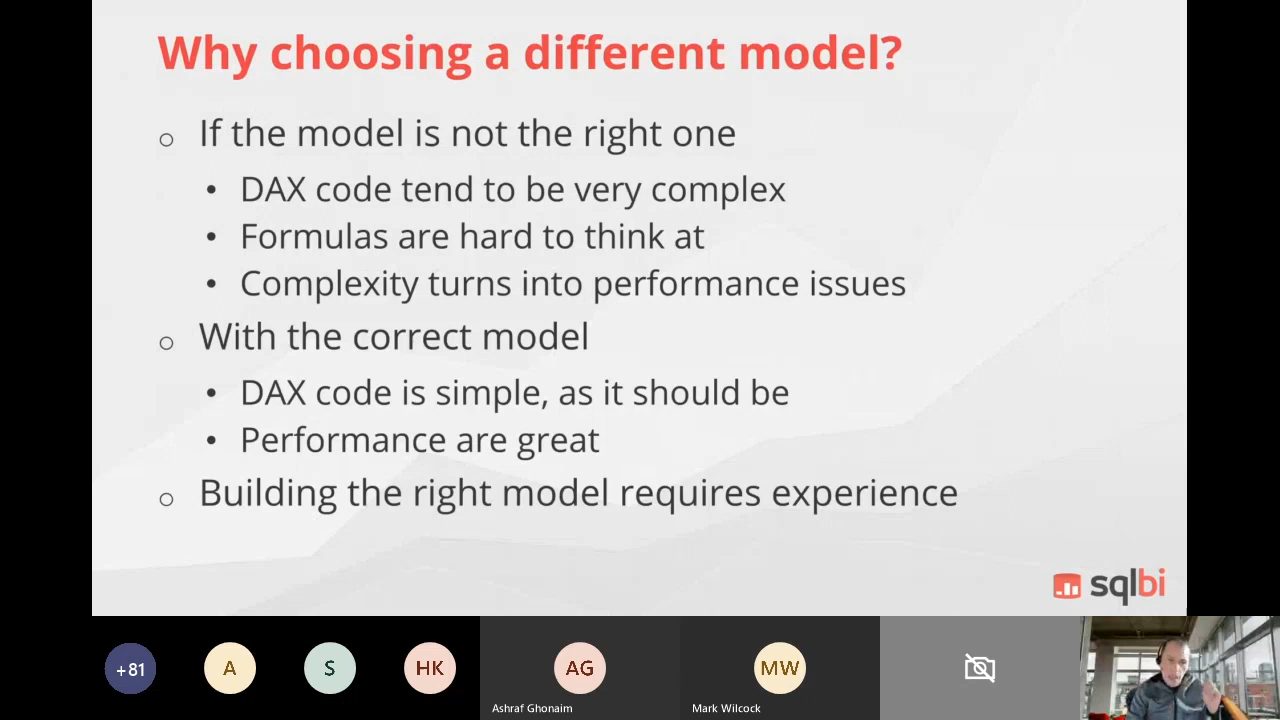 Why choosing a different model?
If the model is not the right one
DAX code tend to be very complex
Formulas are hard to think at
Complexity turns into performance issues
With the correct model
DAX code is simple, as it should be
Performance are great
Building the right model requires experience
sqlbi
+81
A
S
HK
AG
MW
Ashraf Ghonaim
Mark Wilcock